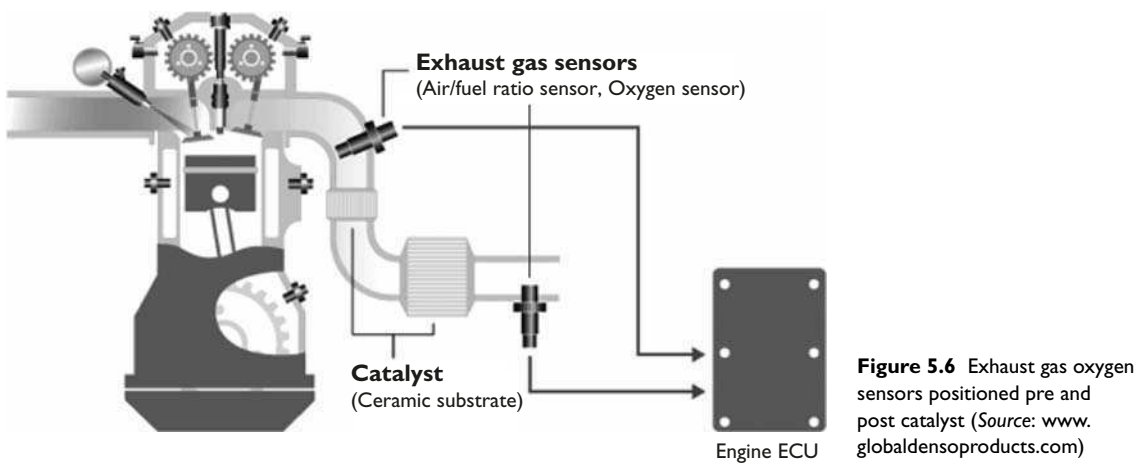 Exhaust gas sensors
(Air/fuel ratio sensor, Oxygen sensor)
Catalyst
(Ceramic substrate)
Engine ECU
Figure 5.6 Exhaust gas oxygen
sensors positioned pre and
post catalyst (Source: www.
globaldensoproducts.com)